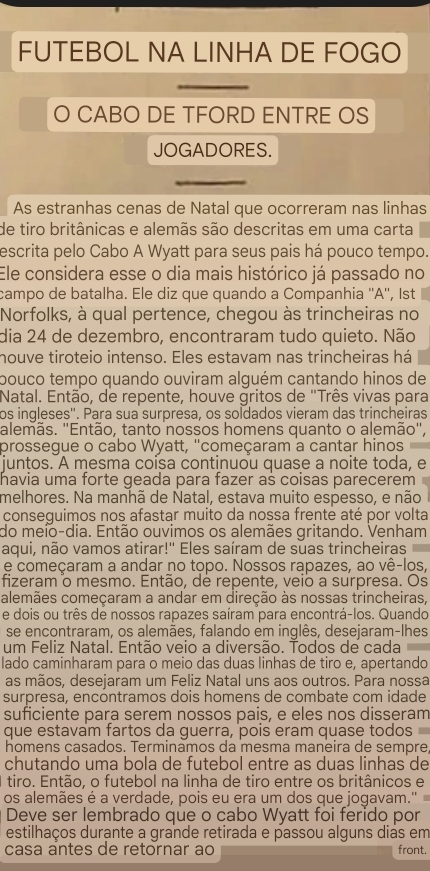 FUTEBOL NA LINHA DE FOGO
O CABO DE TFORD ENTRE OS
JOGADORES.
As estranhas cenas de Natal que ocorreram nas linhas
de tiro britânicas e alemãs são descritas em uma carta
escrita pelo Cabo A Wyatt para seus pais há pouco tempo.
Ele considera esse o dia mais histórico já passado no
campo de batalha. Ele diz que quando a Companhia "A", Ist
Norfolks, à qual pertence, chegou às trincheiras no
dia 24 de dezembro, encontraram tudo quieto. Não
houve tiroteio intenso. Eles estavam nas trincheiras há
pouco tempo quando ouviram alguém cantando hinos de
Natal. Então, de repente, houve gritos de "Três vivas para
os ingleses". Para sua surpresa, os soldados vieram das trincheiras
alemãs. "Então, tanto nossos homens quanto o alemão",
prossegue o cabo Wyatt, "começaram a cantar hinos
juntos. A mesma coisa continuou quase a noite toda, e
havia uma forte geada para fazer as coisas parecerem
melhores. Na manhã de Natal, estava muito espesso, e não
conseguimos nos afastar muito da nossa frente até por volta
do meio-dia. Então ouvimos os alemães gritando. Venham
aqui, não vamos atirar!" Eles saíram de suas trincheiras
e começaram a andar no topo. Nossos rapazes, ao vê-los,
fizeram o mesmo. Então, de repente, veio a surpresa. Os
alemães começaram a andar em direção às nossas trincheiras,
e dois ou três de nossos rapazes saíram para encontrá-los. Quando
se encontraram, os alemães, falando em inglês, desejaram-lhes
um Feliz Natal. Então veio a diversão. Todos de cada
lado caminharam para o meio das duas linhas de tiro e, apertando
as mãos, desejaram um Feliz Natal uns aos outros. Para nossa
surpresa, encontramos dois homens de combate com idade
suficiente para serem nossos pais, e eles nos disseram
que estavam fartos da guerra, pois eram quase todos
homens casados. Terminamos da mesma maneira de sempre,
chutando uma bola de futebol entre as duas linhas de
tiro. Então, o futebol na linha de tiro entre os britânicos e
os alemães é a verdade, pois eu era um dos que jogavam."
Deve ser lembrado que o cabo Wyatt foi ferido por
estilhaços durante a grande retirada e passou alguns dias em
casa antes de retornar ao front.